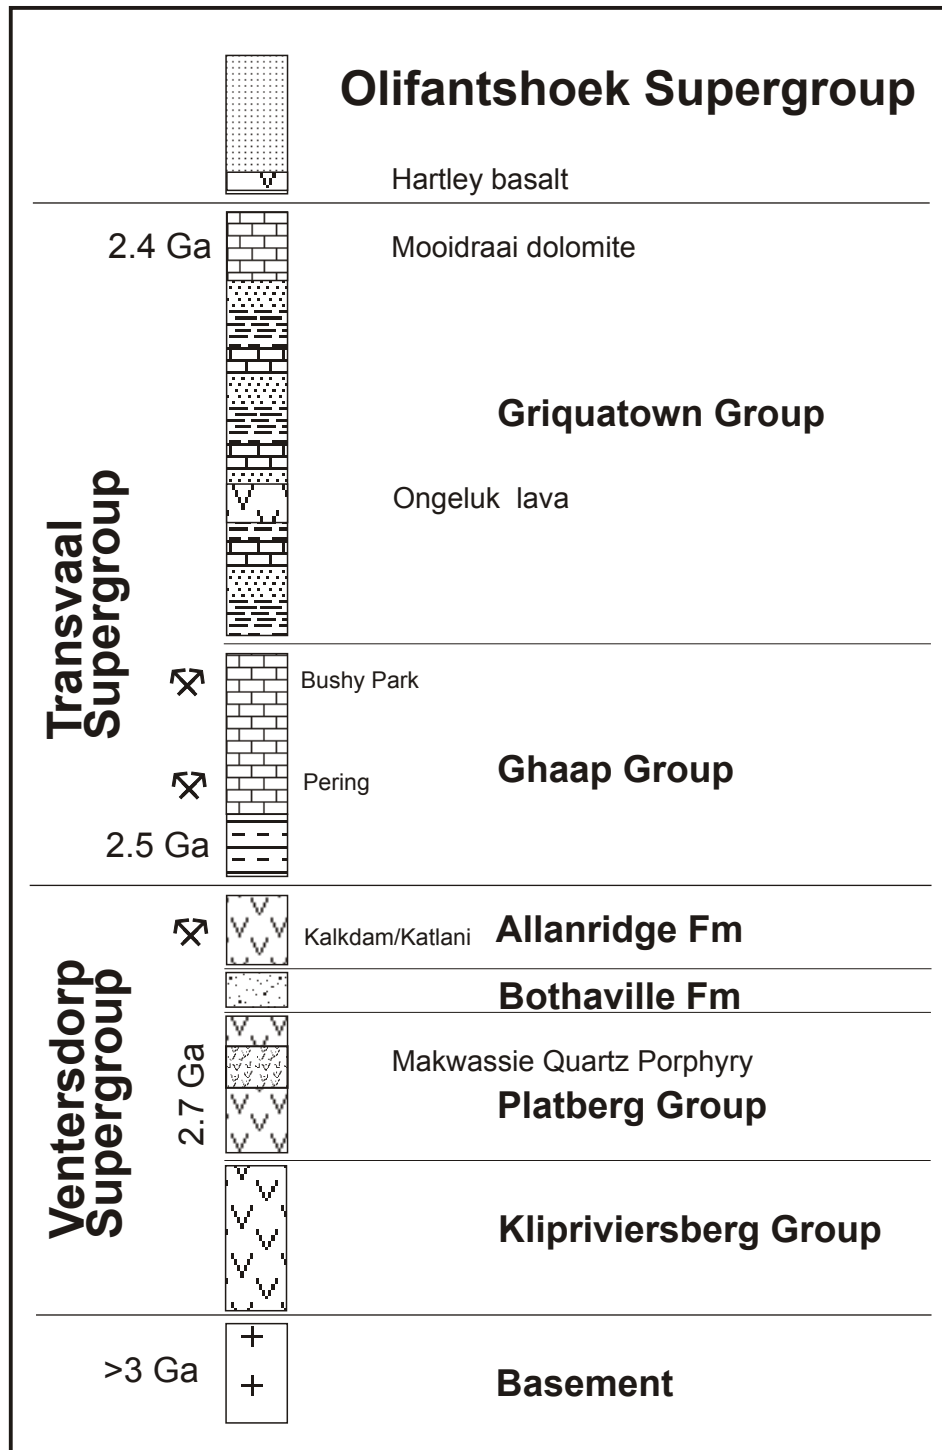 Olifantshoek Supergroup
Hartley basalt
2.4 Ga
Mooidraai dolomite
Griquatown Group
Ongeluk lava
Transvaal
Supergroup
Bushy Park
Ghaap Group
Pering
2.5 Ga
Kalkdam/Katlani
Allanridge Fm
Bothaville Fm
Ventersdorp
Supergroup
2.7 Ga
Makwassie Quartz Porphyry
Platberg Group
Klipriviersberg Group
>3 Ga
Basement